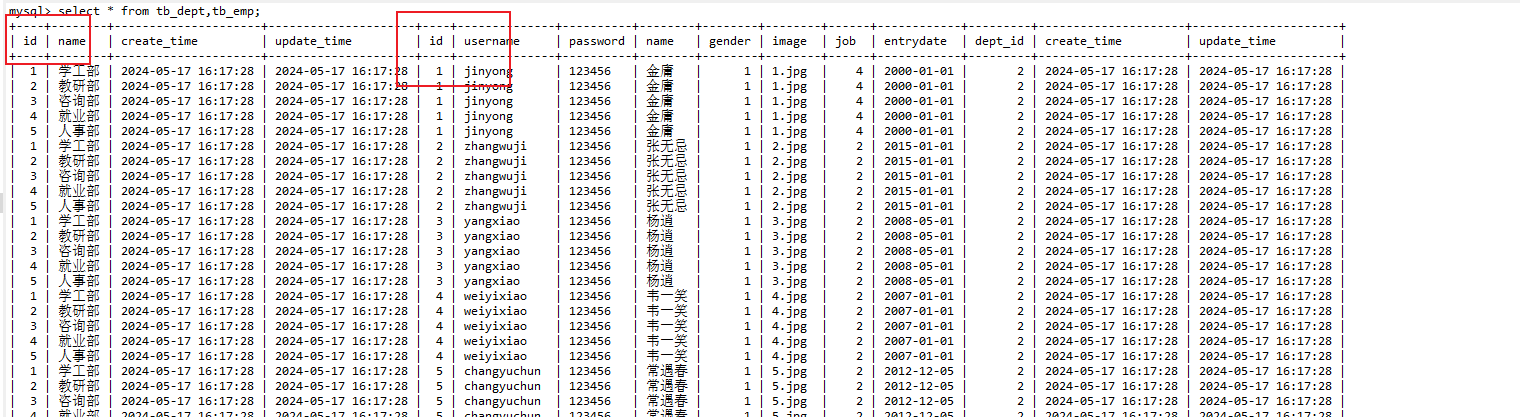 mysql> select * from tb_dept,tb_emp;
| id | name | create_time | update_time | id | username | password | name | gender | image | job | entrydate | dept_id | create_time | update_time |
| 1 | 学工部 | 2024-05-17 16:17:28 | 2024-05-17 16:17:28 | 1 | jinyong | 123456 | 金庸 | 1 | 1.jpg | 4 | 2000-01-01 | 2 | 2024-05-17 16:17:28 | 2024-05-17 16:17:28 |
| 2 | 教研部 | 2024-05-17 16:17:28 | 2024-05-17 16:17:28 | 1 | jinyong | 123456 | 金庸 | 1 | 1.jpg | 4 | 2000-01-01 | 2 | 2024-05-17 16:17:28 | 2024-05-17 16:17:28 |
| 3 | 咨询部 | 2024-05-17 16:17:28 | 2024-05-17 16:17:28 | 1 | jinyong | 123456 | 金庸 | 1 | 1.jpg | 4 | 2000-01-01 | 2 | 2024-05-17 16:17:28 | 2024-05-17 16:17:28 |
| 4 | 就业部 | 2024-05-17 16:17:28 | 2024-05-17 16:17:28 | 1 | jinyong | 123456 | 金庸 | 1 | 1.jpg | 4 | 2000-01-01 | 2 | 2024-05-17 16:17:28 | 2024-05-17 16:17:28 |
| 5 | 人事部 | 2024-05-17 16:17:28 | 2024-05-17 16:17:28 | 1 | jinyong | 123456 | 金庸 | 1 | 1.jpg | 4 | 2000-01-01 | 2 | 2024-05-17 16:17:28 | 2024-05-17 16:17:28 |
| 1 | 学工部 | 2024-05-17 16:17:28 | 2024-05-17 16:17:28 | 2 | zhangwuji | 123456 | 张无忌 | 1 | 2.jpg | 2 | 2015-01-01 | 2 | 2024-05-17 16:17:28 | 2024-05-17 16:17:28 |
| 2 | 教研部 | 2024-05-17 16:17:28 | 2024-05-17 16:17:28 | 2 | zhangwuji | 123456 | 张无忌 | 1 | 2.jpg | 2 | 2015-01-01 | 2 | 2024-05-17 16:17:28 | 2024-05-17 16:17:28 |
| 3 | 咨询部 | 2024-05-17 16:17:28 | 2024-05-17 16:17:28 | 2 | zhangwuji | 123456 | 张无忌 | 1 | 2.jpg | 2 | 2015-01-01 | 2 | 2024-05-17 16:17:28 | 2024-05-17 16:17:28 |
| 4 | 就业部 | 2024-05-17 16:17:28 | 2024-05-17 16:17:28 | 2 | zhangwuji | 123456 | 张无忌 | 1 | 2.jpg | 2 | 2015-01-01 | 2 | 2024-05-17 16:17:28 | 2024-05-17 16:17:28 |
| 5 | 人事部 | 2024-05-17 16:17:28 | 2024-05-17 16:17:28 | 2 | zhangwuji | 123456 | 张无忌 | 1 | 2.jpg | 2 | 2015-01-01 | 2 | 2024-05-17 16:17:28 | 2024-05-17 16:17:28 |
| 1 | 学工部 | 2024-05-17 16:17:28 | 2024-05-17 16:17:28 | 3 | yangxiao | 123456 | 杨逍 | 1 | 3.jpg | 2 | 2008-05-01 | 2 | 2024-05-17 16:17:28 | 2024-05-17 16:17:28 |
| 2 | 教研部 | 2024-05-17 16:17:28 | 2024-05-17 16:17:28 | 3 | yangxiao | 123456 | 杨逍 | 1 | 3.jpg | 2 | 2008-05-01 | 2 | 2024-05-17 16:17:28 | 2024-05-17 16:17:28 |
| 3 | 咨询部 | 2024-05-17 16:17:28 | 2024-05-17 16:17:28 | 3 | yangxiao | 123456 | 杨逍 | 1 | 3.jpg | 2 | 2008-05-01 | 2 | 2024-05-17 16:17:28 | 2024-05-17 16:17:28 |
| 4 | 就业部 | 2024-05-17 16:17:28 | 2024-05-17 16:17:28 | 3 | yangxiao | 123456 | 杨逍 | 1 | 3.jpg | 2 | 2008-05-01 | 2 | 2024-05-17 16:17:28 | 2024-05-17 16:17:28 |
| 5 | 人事部 | 2024-05-17 16:17:28 | 2024-05-17 16:17:28 | 3 | yangxiao | 123456 | 杨逍 | 1 | 3.jpg | 2 | 2008-05-01 | 2 | 2024-05-17 16:17:28 | 2024-05-17 16:17:28 |
| 1 | 学工部 | 2024-05-17 16:17:28 | 2024-05-17 16:17:28 | 4 | weiyixiao | 123456 | 韦一笑 | 1 | 4.jpg | 2 | 2007-01-01 | 2 | 2024-05-17 16:17:28 | 2024-05-17 16:17:28 |
| 2 | 教研部 | 2024-05-17 16:17:28 | 2024-05-17 16:17:28 | 4 | weiyixiao | 123456 | 韦一笑 | 1 | 4.jpg | 2 | 2007-01-01 | 2 | 2024-05-17 16:17:28 | 2024-05-17 16:17:28 |
| 3 | 咨询部 | 2024-05-17 16:17:28 | 2024-05-17 16:17:28 | 4 | weiyixiao | 123456 | 韦一笑 | 1 | 4.jpg | 2 | 2007-01-01 | 2 | 2024-05-17 16:17:28 | 2024-05-17 16:17:28 |
| 4 | 就业部 | 2024-05-17 16:17:28 | 2024-05-17 16:17:28 | 4 | weiyixiao | 123456 | 韦一笑 | 1 | 4.jpg | 2 | 2007-01-01 | 2 | 2024-05-17 16:17:28 | 2024-05-17 16:17:28 |
| 5 | 人事部 | 2024-05-17 16:17:28 | 2024-05-17 16:17:28 | 4 | weiyixiao | 123456 | 韦一笑 | 1 | 4.jpg | 2 | 2007-01-01 | 2 | 2024-05-17 16:17:28 | 2024-05-17 16:17:28 |
| 1 | 学工部 | 2024-05-17 16:17:28 | 2024-05-17 16:17:28 | 5 | changyuchun | 123456 | 常遇春 | 1 | 5.jpg | 2 | 2012-12-05 | 2 | 2024-05-17 16:17:28 | 2024-05-17 16:17:28 |
| 2 | 教研部 | 2024-05-17 16:17:28 | 2024-05-17 16:17:28 | 5 | changyuchun | 123456 | 常遇春 | 1 | 5.jpg | 2 | 2012-12-05 | 2 | 2024-05-17 16:17:28 | 2024-05-17 16:17:28 |
| 3 | 咨询部 | 2024-05-17 16:17:28 | 2024-05-17 16:17:28 | 5 | changyuchun | 123456 | 常遇春 | 1 | 5.jpg | 2 | 2012-12-05 | 2 | 2024-05-17 16:17:28 | 2024-05-17 16:17:28 |